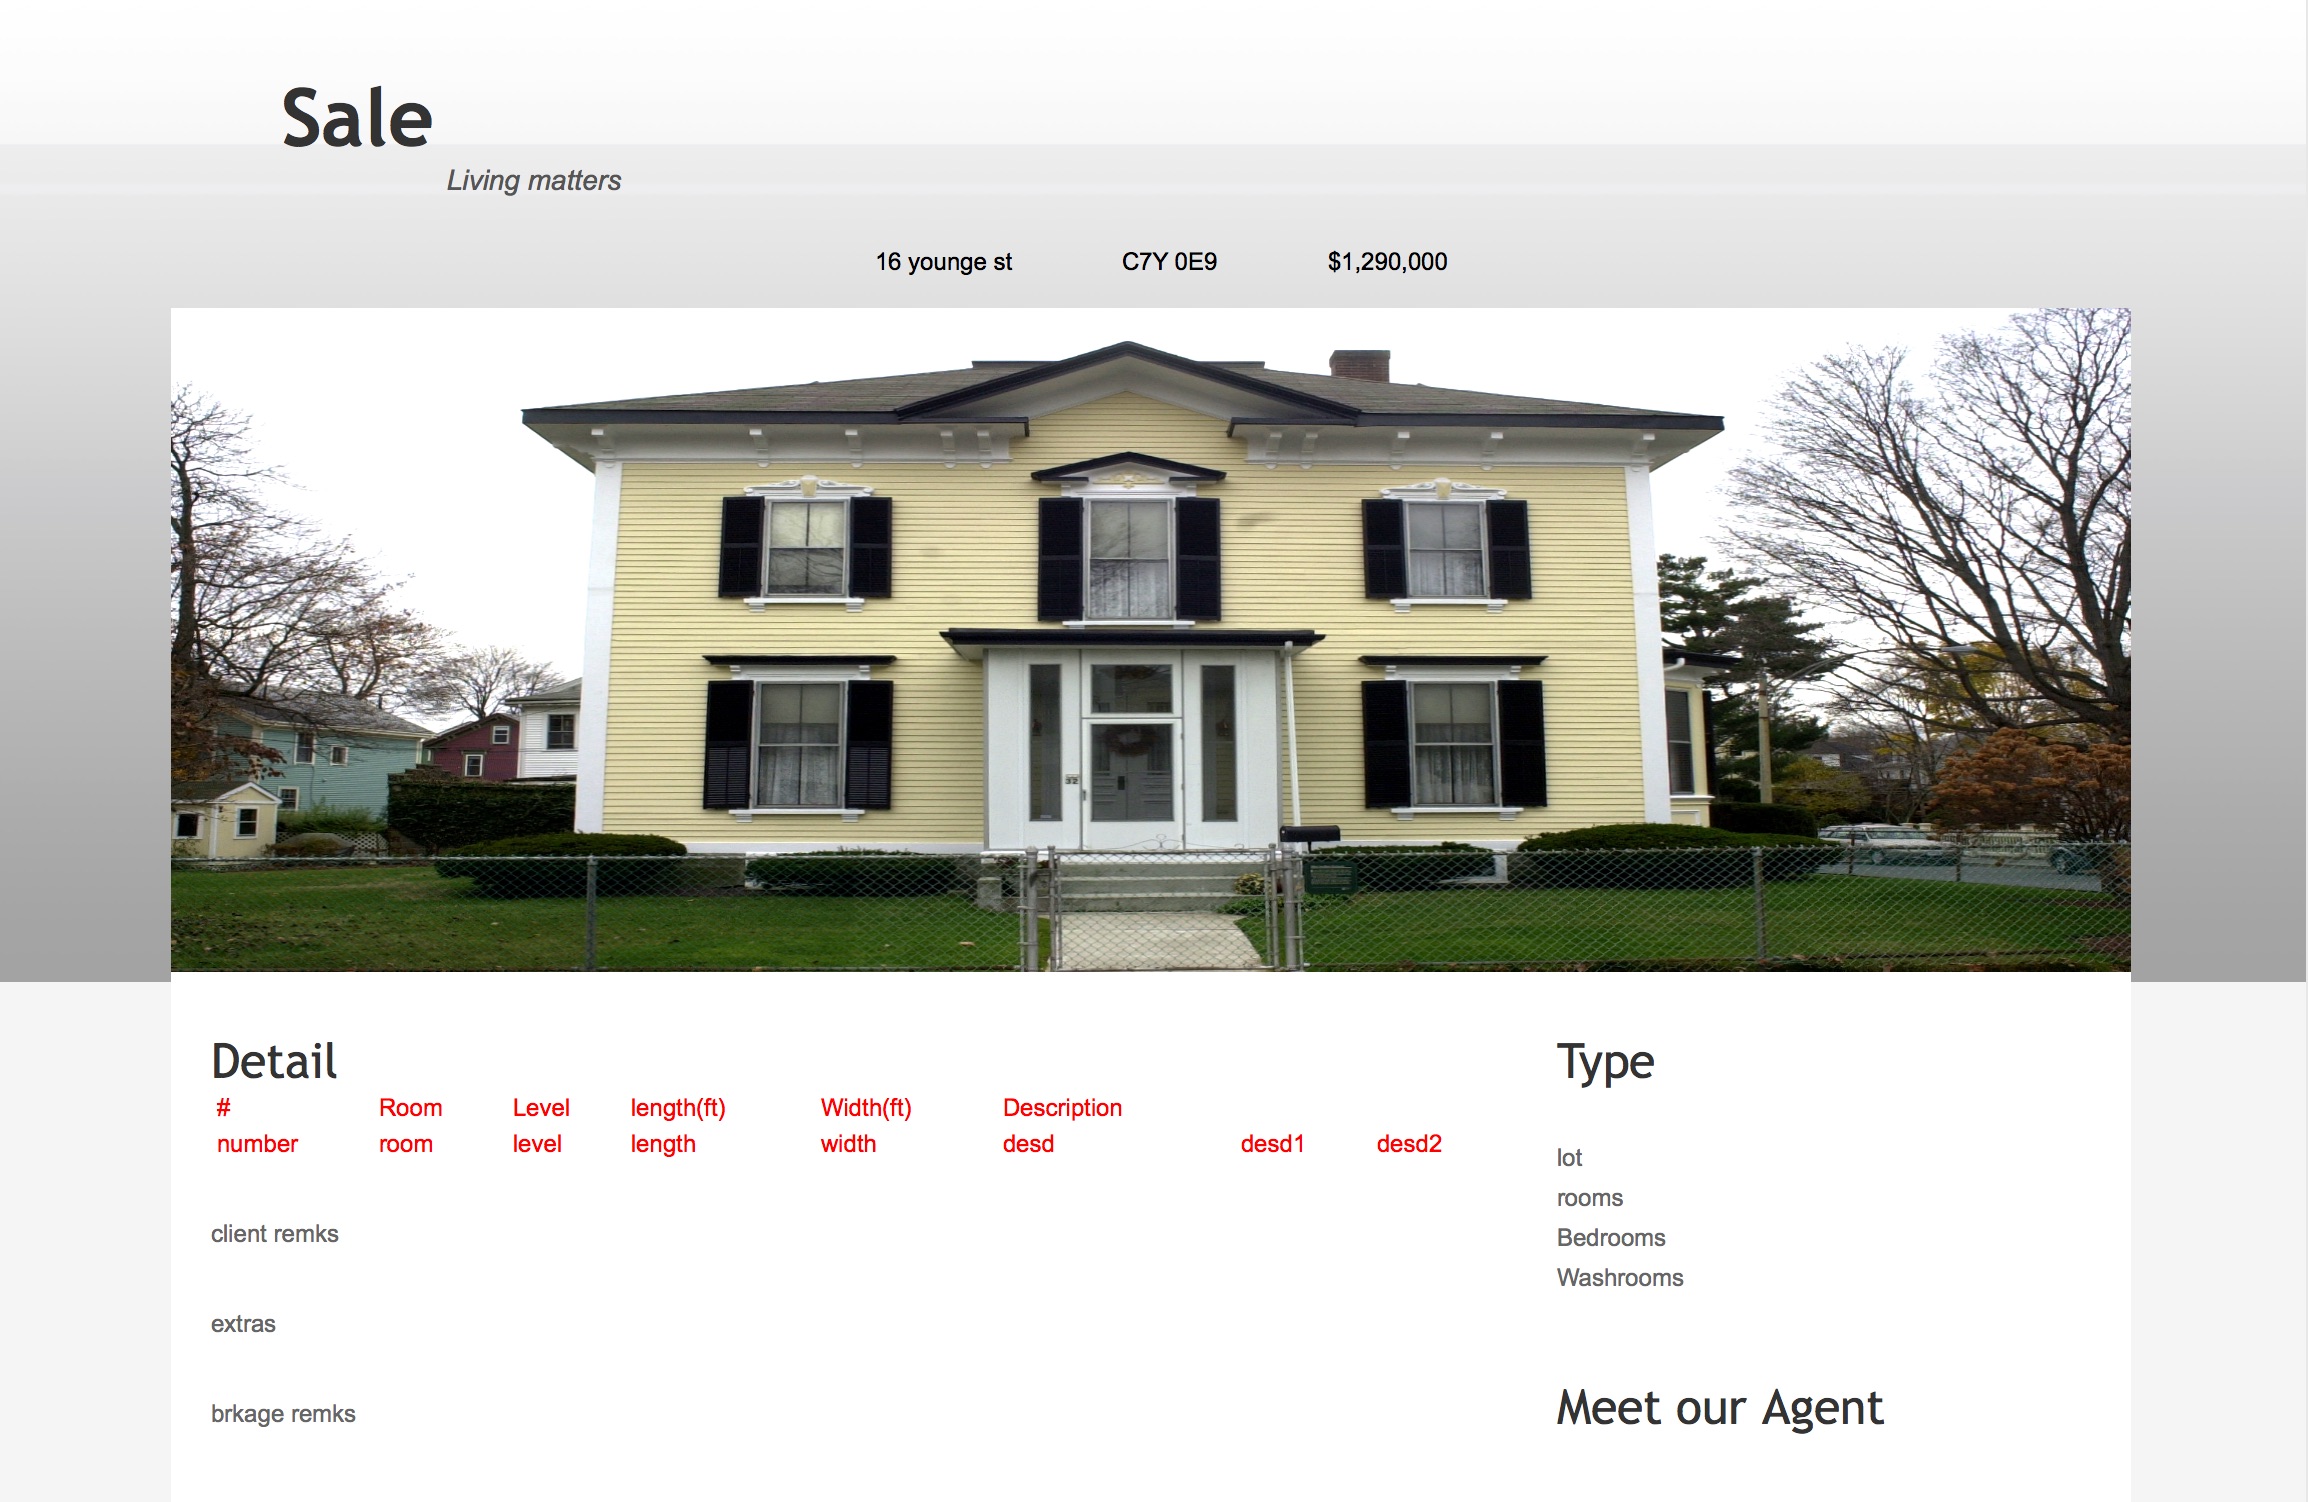 Sale
Living matters
16 younge st C7Y 0E9 $1,290,000
32
Detail
# Room Level length(ft) Width(ft) Description
number room level length width desd desd1 desd2
client remks
extras
brkage remks
Type
lot
rooms
Bedrooms
Washrooms
Meet our Agent